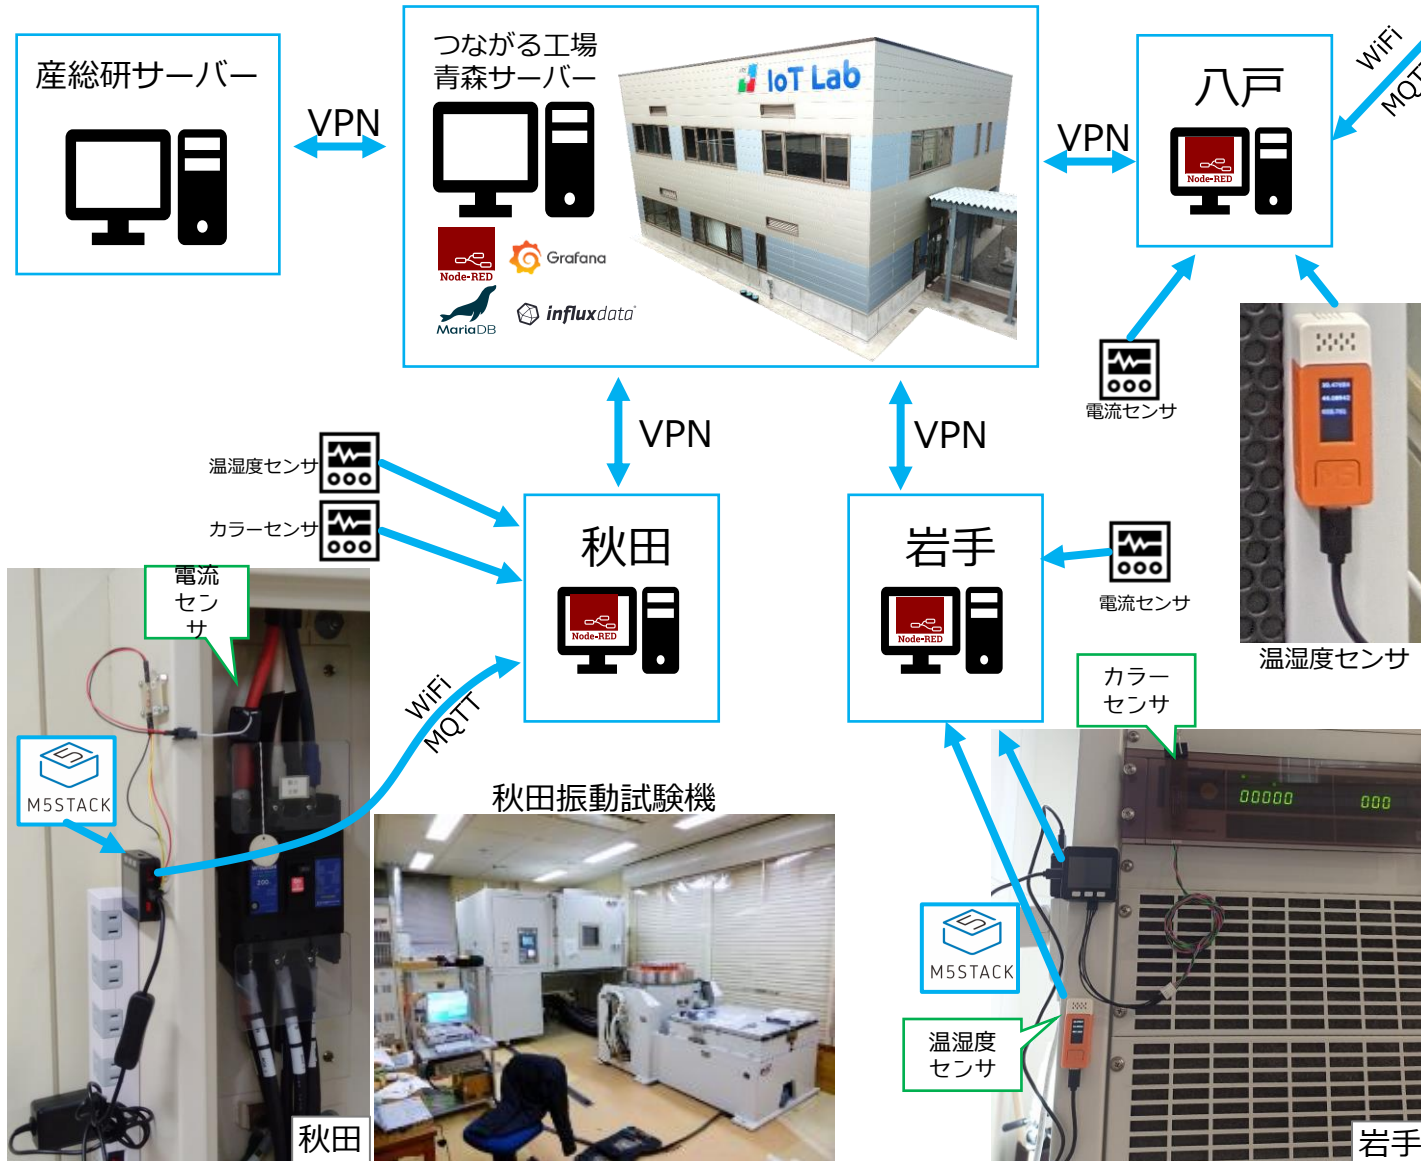 産総研サーバー
VPN
つながる工場
青森サーバー
IoT Lab
Node-RED
Grafana
MariaDB
influxdata
VPN
八戸
Node-RED
WiFi
電流センサ
温湿度センサ
VPN
VPN
温湿度センサ
カラーセンサ
秋田
Node-RED
岩手
Node-RED
電流センサ
電流
セン
サ
WiFi
MQTT
M5STACK
秋田
秋田振動試験機
カラー
センサ
00000
000
M5STACK
温湿度
センサ
岩手